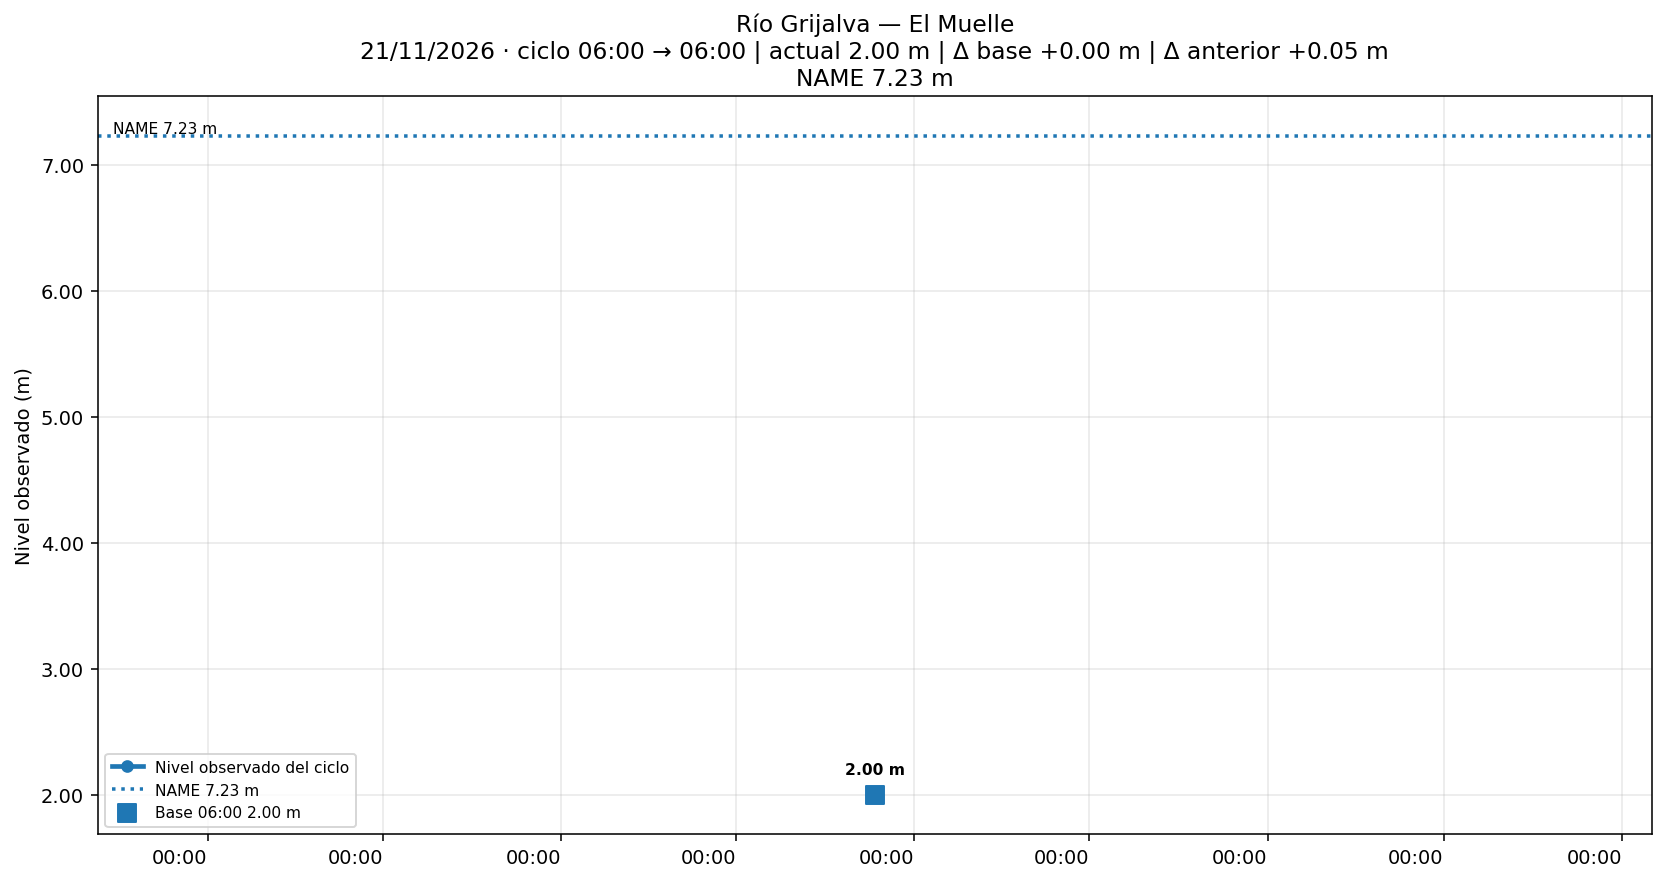 Río Grijalva — El Muelle
21/11/2026 · ciclo 06:00 → 06:00 | actual 2.00 m | Δ base +0.00 m | Δ anterior +0.05 m
NAME 7.23 m
NAME 7.23 m
7.00
6.00
5.00
4.00
3.00
2.00
Nivel observado (m)
2.00 m
Nivel observado del ciclo
NAME 7.23 m
Base 06:00 2.00 m
00:00 00:00 00:00 00:00 00:00 00:00 00:00 00:00 00:00